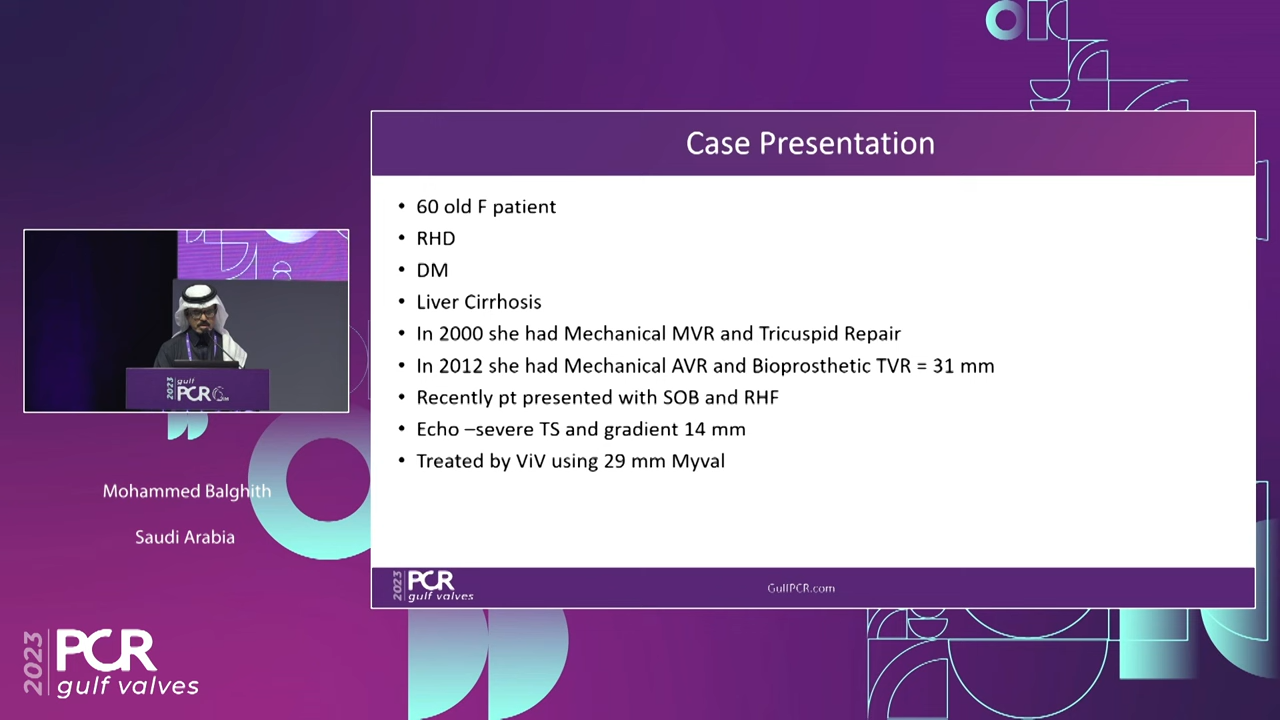 Case Presentation
• 60 old F patient
• RHD
• DM
• Liver Cirrhosis
• In 2000 she had Mechanical MVR and Tricuspid Repair
• In 2012 she had Mechanical AVR and Bioprosthetic TVR = 31 mm
• Recently pt presented with SOB and RHF
• Echo –severe TS and gradient 14 mm
• Treated by ViV using 29 mm Myval
2023 PCR
gulf valves
GulfPCR.com
2023 gulf
PCR
Mohammed Balghith
Saudi Arabia
2023 PCR
gulf valves